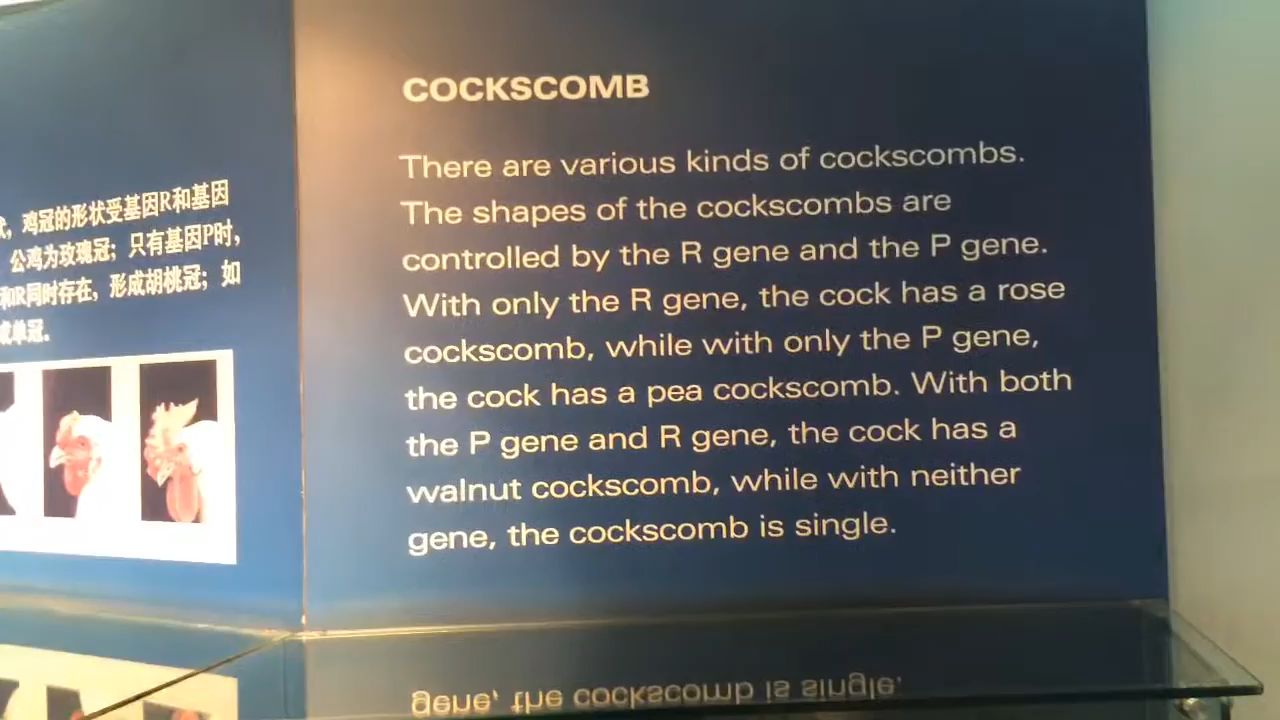 鸡冠的形状受基因R和基因
公鸡为玫瑰冠；只有基因P时，
和R同时存在，形成胡桃冠；如
成单冠。
COCKSCOMB
There are various kinds of cockscombs.
The shapes of the cockscombs are
controlled by the R gene and the P gene.
With only the R gene, the cock has a rose
cockscomb, while with only the P gene,
the cock has a pea cockscomb. With both
the P gene and R gene, the cock has a
walnut cockscomb, while with neither
gene, the cockscomb is single.
gene, the cockscomb is single.